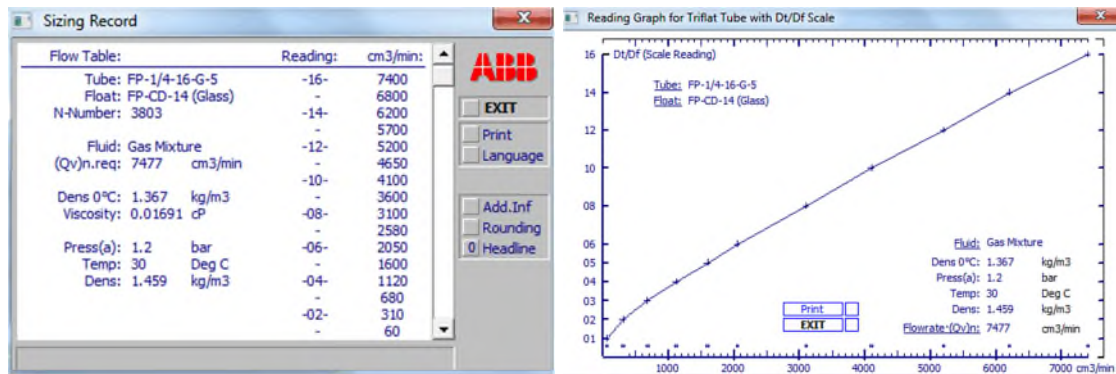 Sizing Record
Flow Table: Reading: cm3/min:
Tube: FP-1/4-16-G-5 -16- 7400
Float: FP-CD-14 (Glass) - 6800
N-Number: 3803 -14- 6200
- 5700
Fluid: Gas Mixture -12- 5200
(Qv)n.req: 7477 cm3/min - 4650
-10- 4100
Dens 0°C: 1.367 kg/m3 - 3600
Viscosity: 0.01691 cP -08- 3100
- 2580
Press(a): 1.2 bar -06- 2050
Temp: 30 Deg C - 1600
Dens: 1.459 kg/m3 -04- 1120
- 680
-02- 310
- 60
ABB
EXIT
Print
Language
Add.Inf
Rounding
0 Headline
Reading Graph for Triflat Tube with Dt/Df Scale
Dt/Df (Scale Reading)
Tube: FP-1/4-16-G-5
Float: FP-CD-14 (Glass)
16
14
12
10
08
06
05
04
03
02
01
Fluid: Gas Mixture
Dens 0°C: 1.367 kg/m3
Press(a): 1.2 bar
Temp: 30 Deg C
Dens: 1.459 kg/m3
Flowrate·(Qv)n: 7477 cm3/min
Print
EXIT
1000 2000 3000 4000 5000 6000 7000 cm3/min